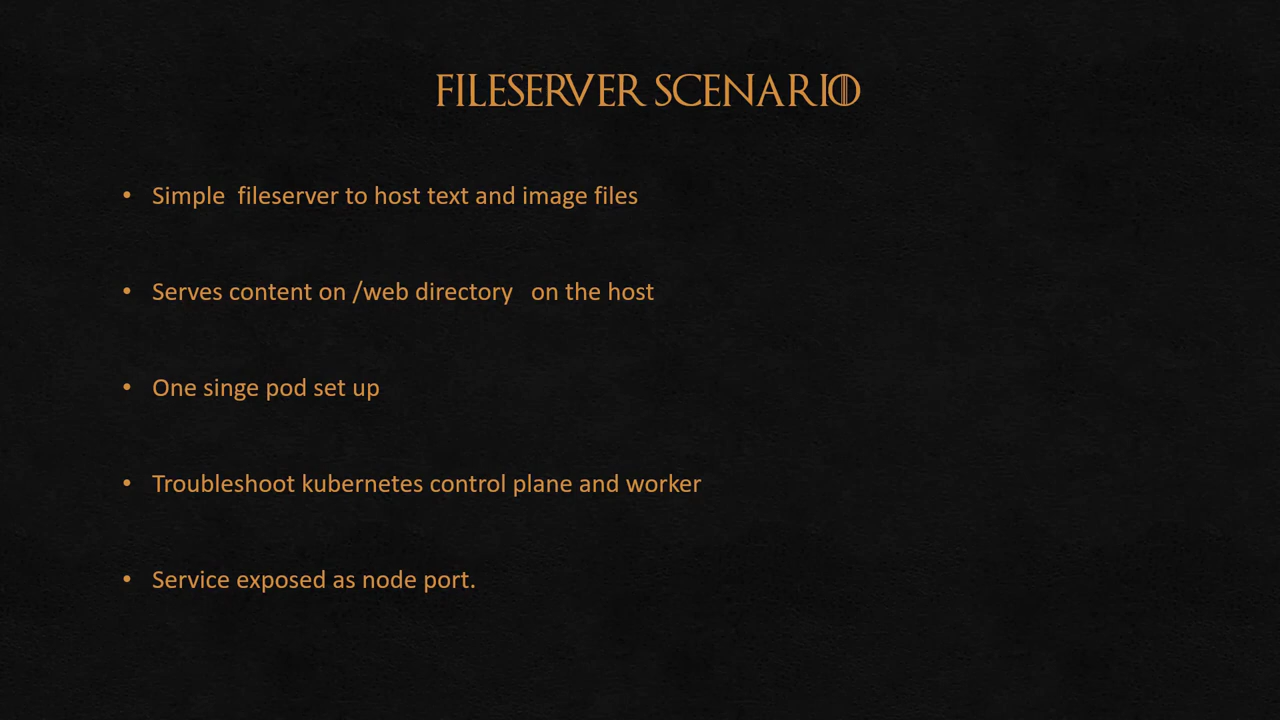 FILESERVER SCENARIO
• Simple  fileserver to host text and image files
• Serves content on /web directory   on the host
• One singe pod set up
• Troubleshoot kubernetes control plane and worker
• Service exposed as node port.